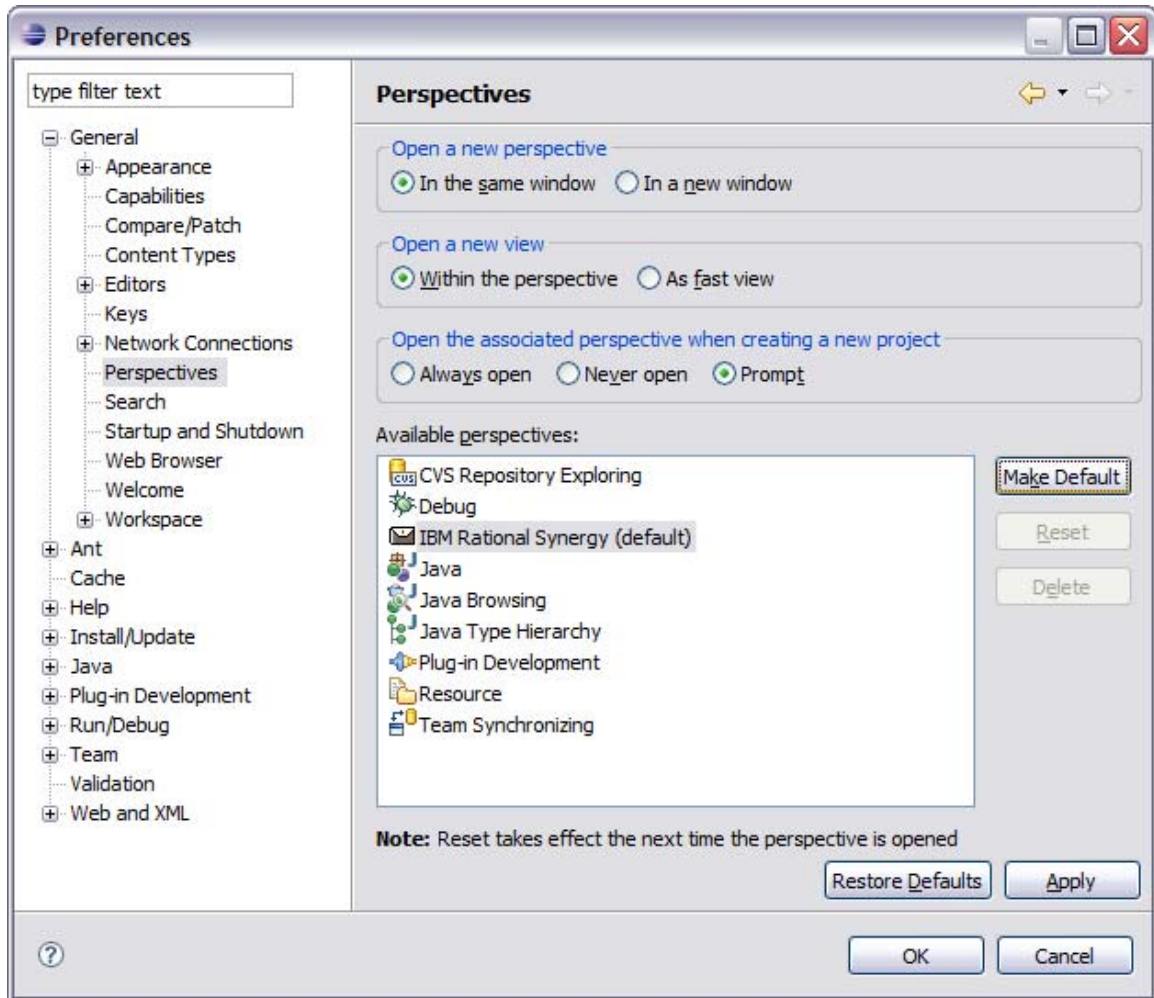 Preferences
type filter text
General
Appearance
Capabilities
Compare/Patch
Content Types
Editors
Keys
Network Connections
Perspectives
Search
Startup and Shutdown
Web Browser
Welcome
Workspace
Ant
Cache
Help
Install/Update
Java
Plug-in Development
Run/Debug
Team
Validation
Web and XML
Perspectives
Open a new perspective
In the same window In a new window
Open a new view
Within the perspective As fast view
Open the associated perspective when creating a new project
Always open Never open Prompt
Available perspectives:
CVS CVS Repository Exploring
Debug
IBM Rational Synergy (default)
J Java
J Java Browsing
J Java Type Hierarchy
Plug-in Development
Resource
Team Synchronizing
Make Default
Reset
Delete
Note: Reset takes effect the next time the perspective is opened
Restore Defaults Apply
? OK Cancel